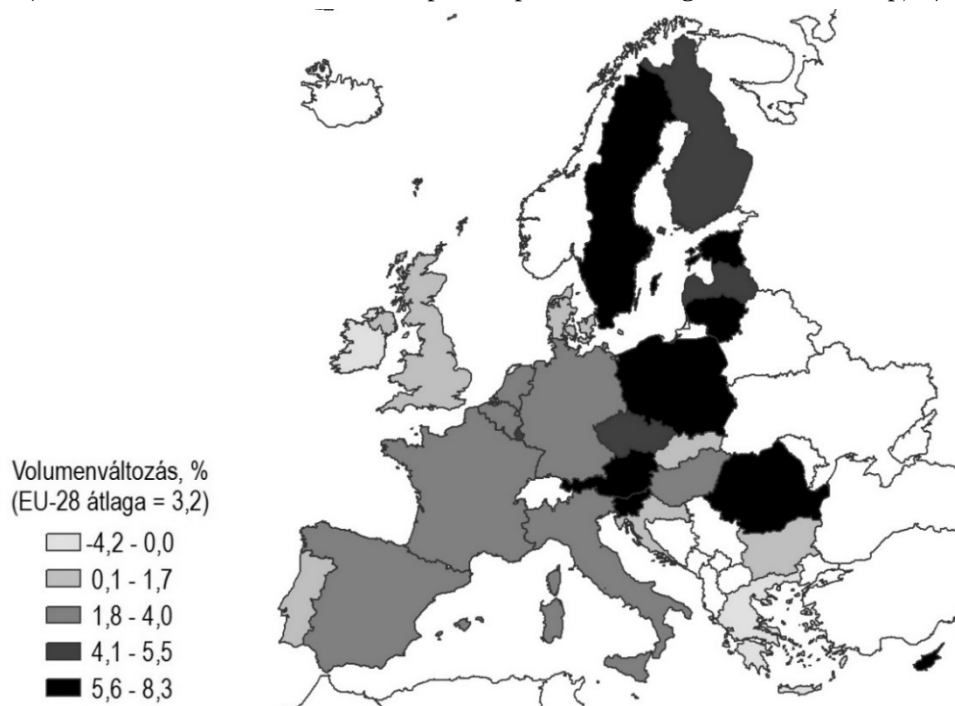 Volumenváltozás, %
(EU-28 átlaga = 3,2)
-4,2 - 0,0
0,1 - 1,7
1,8 - 4,0
4,1 - 5,5
5,6 - 8,3